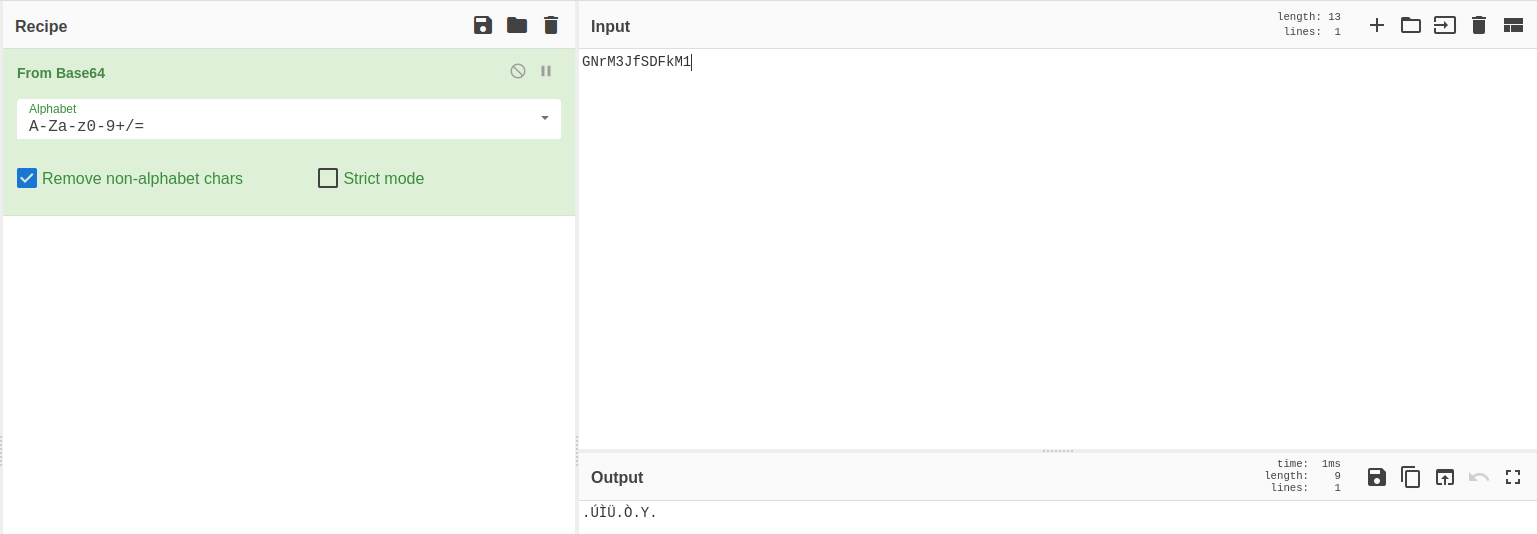 Recipe
From Base64
Alphabet
A-Za-z0-9+/=
Remove non-alphabet chars
Strict mode
Input
length: 13
lines: 1
GNrM3JfSDFkM1
Output
time: 1ms
length: 9
lines: 1
.ÚÌÜ.Ò.Y.